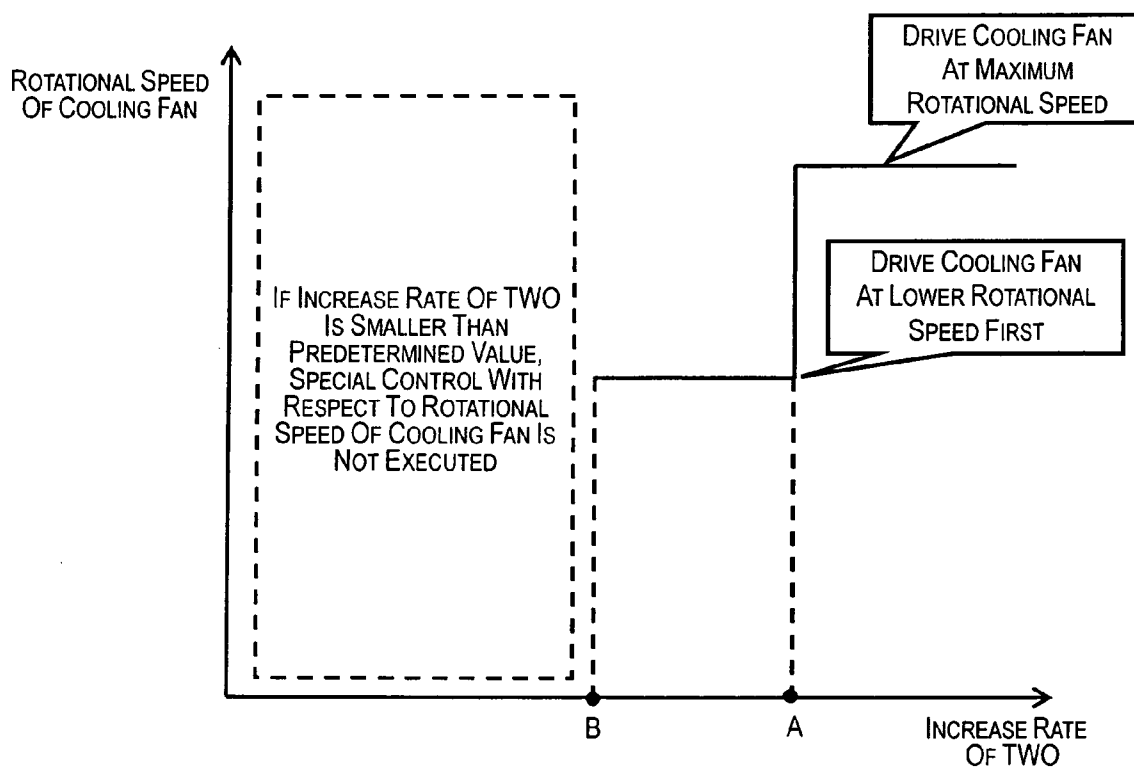 ROTATIONAL SPEED
OF COOLING FAN
DRIVE COOLING FAN
AT MAXIMUM
ROTATIONAL SPEED
DRIVE COOLING FAN
AT LOWER ROTATIONAL
SPEED FIRST
IF INCREASE RATE OF TWO
IS SMALLER THAN
PREDETERMINED VALUE,
SPECIAL CONTROL WITH
RESPECT TO ROTATIONAL
SPEED OF COOLING FAN IS
NOT EXECUTED
B
A
INCREASE RATE
OF TWO